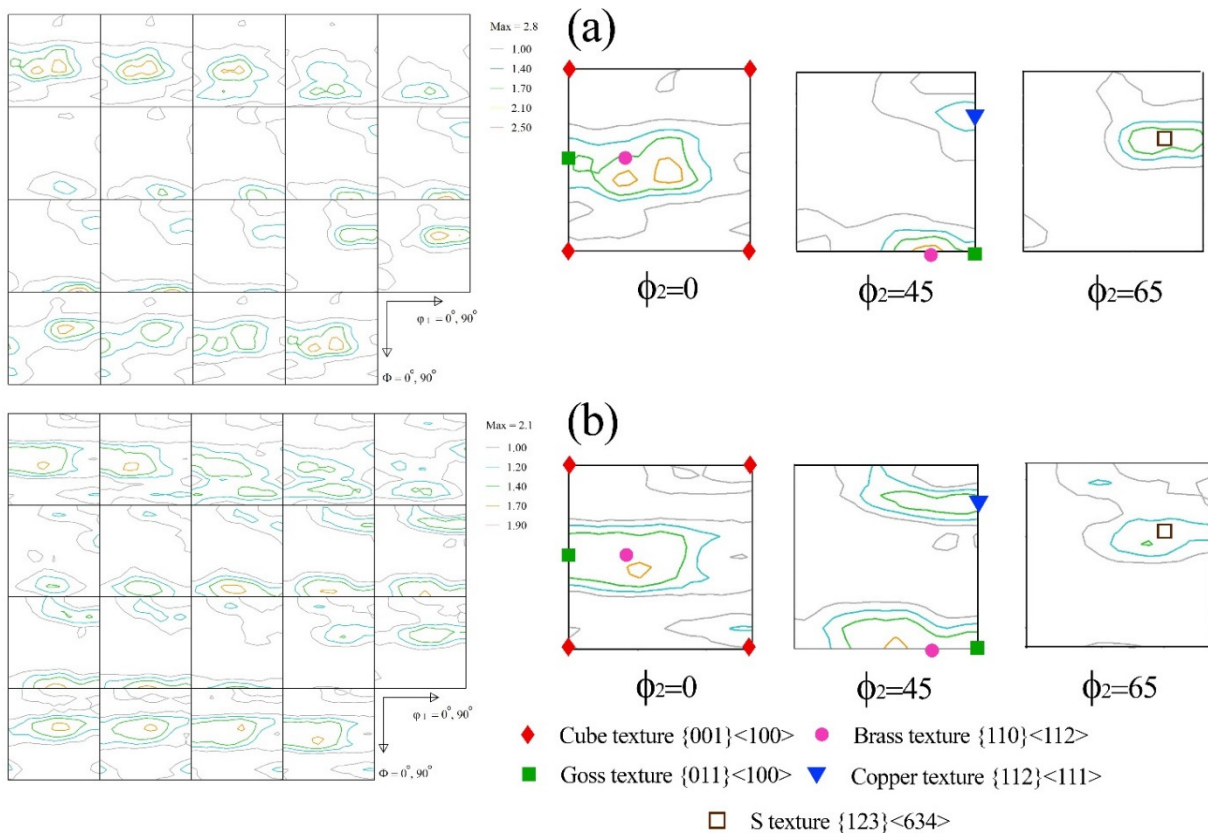 Max = 2.8
1.00
1.40
1.70
2.10
2.50
φ1 = 0°, 90°
Φ = 0°, 90°
(a)
ϕ2=0
ϕ2=45
ϕ2=65
Max = 2.1
1.00
1.20
1.40
1.70
1.90
φ1 = 0°, 90°
Φ = 0°, 90°
(b)
ϕ2=0
ϕ2=45
ϕ2=65
Cube texture {001}<100>
Brass texture {110}<112>
Goss texture {011}<100>
Copper texture {112}<111>
S texture {123}<634>